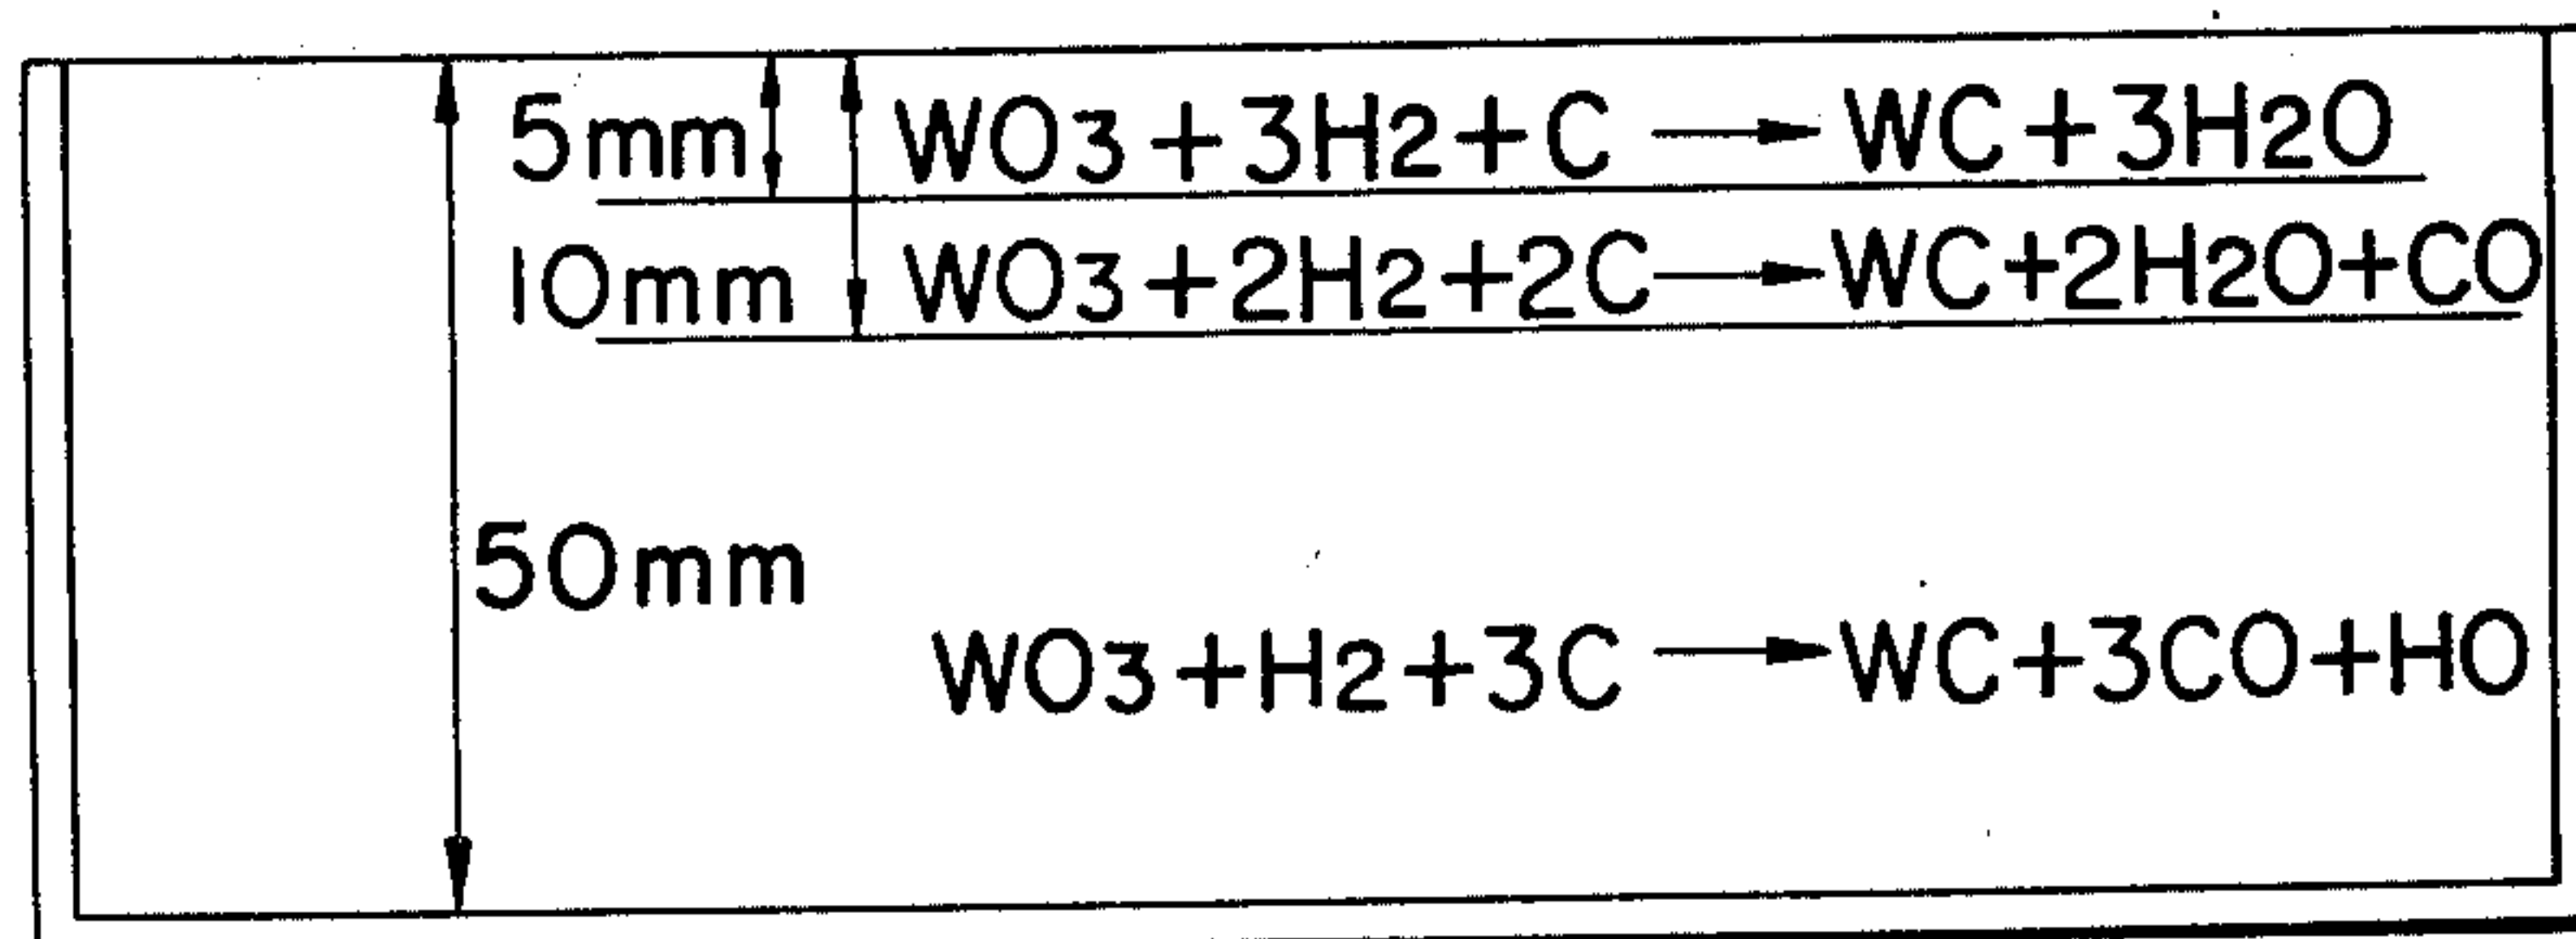 5mm WO3+3H2+C → WC+3H2O
10mm WO3+2H2+2C → WC+2H2O+CO
50mm
WO3+H2+3C → WC+3CO+HO